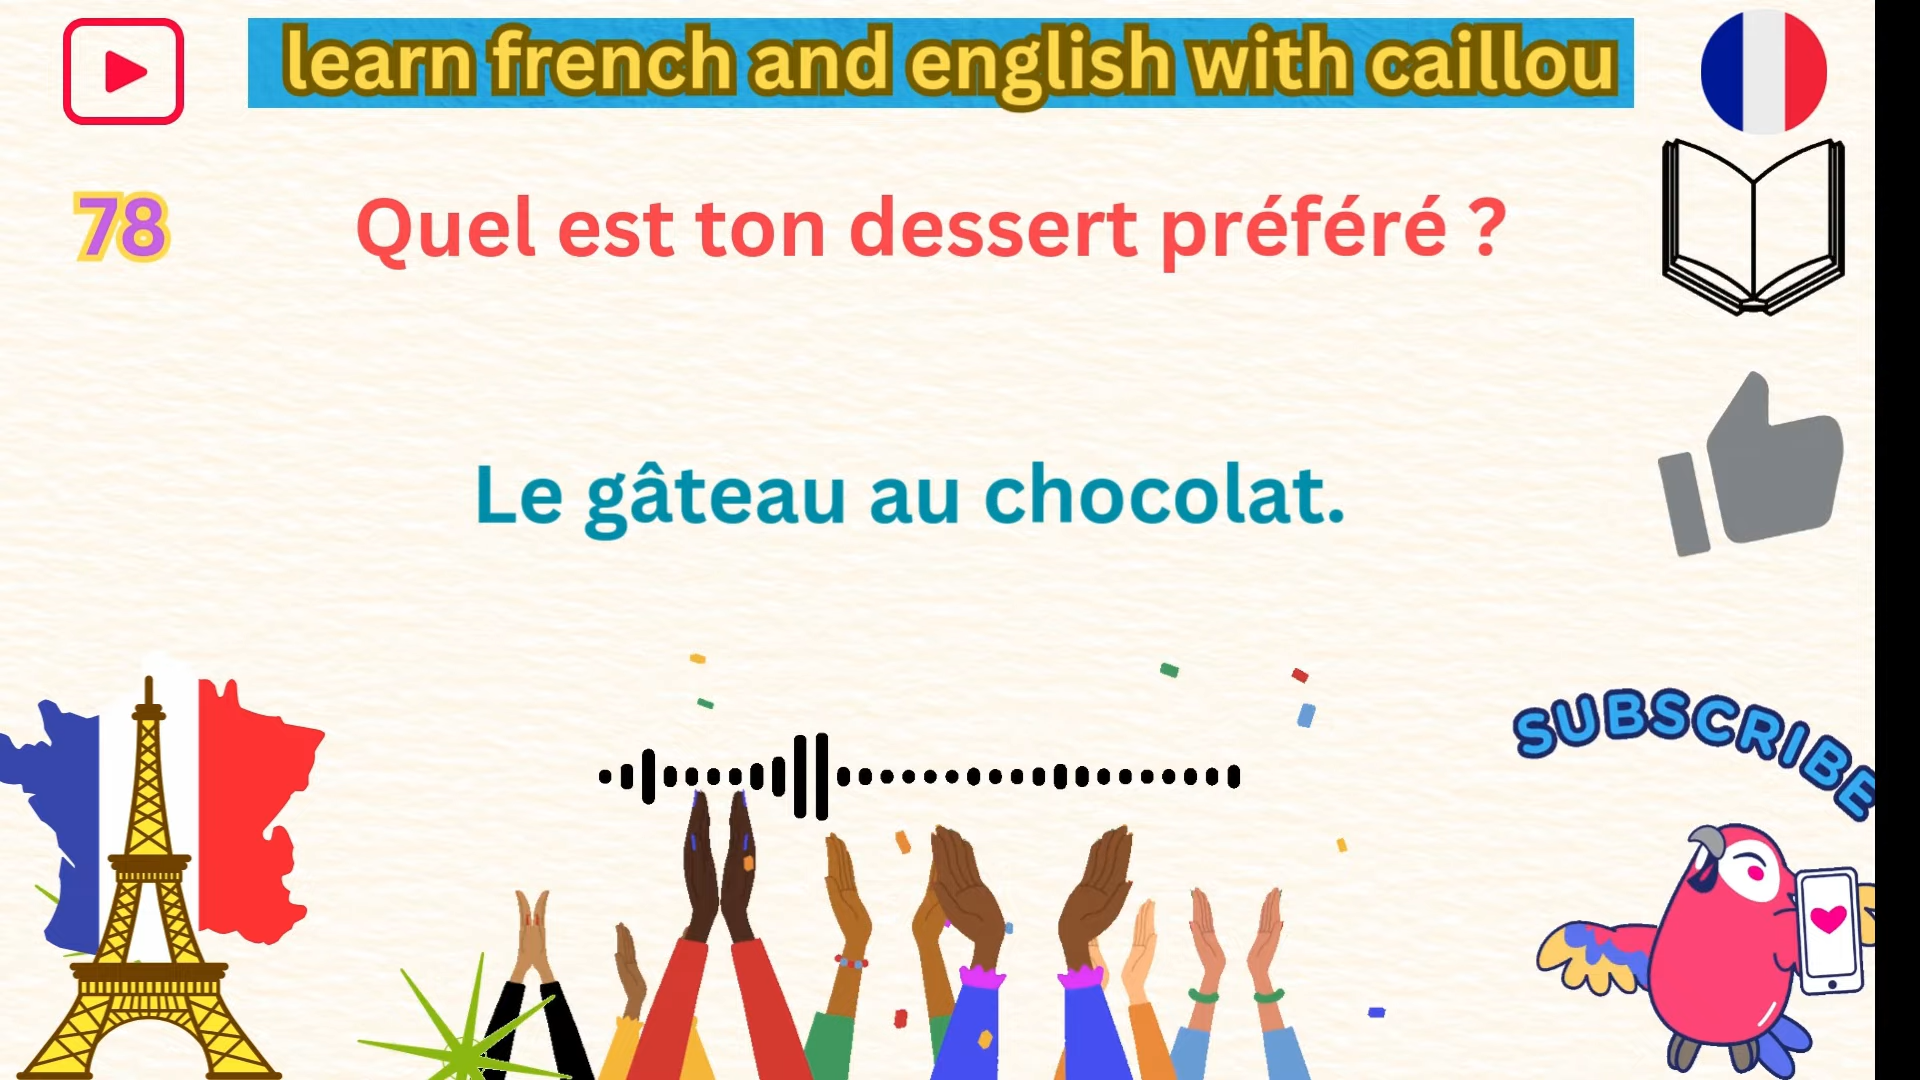 learn french and english with caillou
78
Quel est ton dessert préféré ?
Le gâteau au chocolat.
SUBSCRIBE